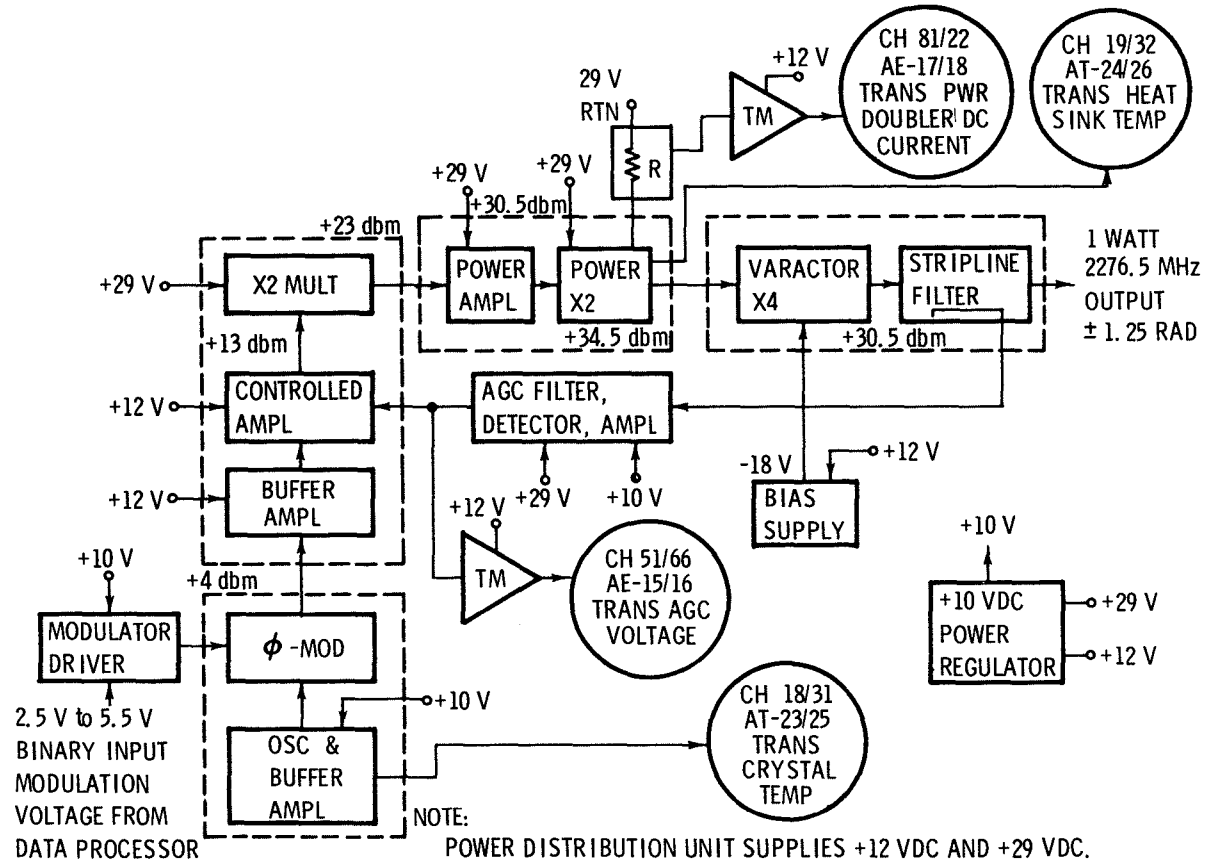 CH 81/22
AE-17/18
TRANS PWR
DOUBLER DC
CURRENT
CH 19/32
AT-24/26
TRANS HEAT
SINK TEMP
+12 V
TM
29 V
RTN
R
+29 V
+29 V
+30.5dbm
+23 dbm
POWER
AMPL
POWER
X2
+34.5 dbm
VARACTOR
X4
STRIPLINE
FILTER
+30.5 dbm
1 WATT
2276.5 MHz
OUTPUT
± 1.25 RAD
+29 V
X2 MULT
+13 dbm
+12 V
CONTROLLED
AMPL
AGC FILTER,
DETECTOR, AMPL
+29 V
+10 V
+12 V
BUFFER
AMPL
-18 V
+12 V
BIAS
SUPPLY
+12 V
TM
CH 51/66
AE-15/16
TRANS AGC
VOLTAGE
+10 V
+10 VDC
POWER
REGULATOR
+29 V
+12 V
+4 dbm
+10 V
MODULATOR
DRIVER
ϕ -MOD
+10 V
2.5 V to 5.5 V
BINARY INPUT
MODULATION
VOLTAGE FROM
DATA PROCESSOR
OSC &
BUFFER
AMPL
CH 18/31
AT-23/25
TRANS
CRYSTAL
TEMP
NOTE:
POWER DISTRIBUTION UNIT SUPPLIES +12 VDC AND +29 VDC.